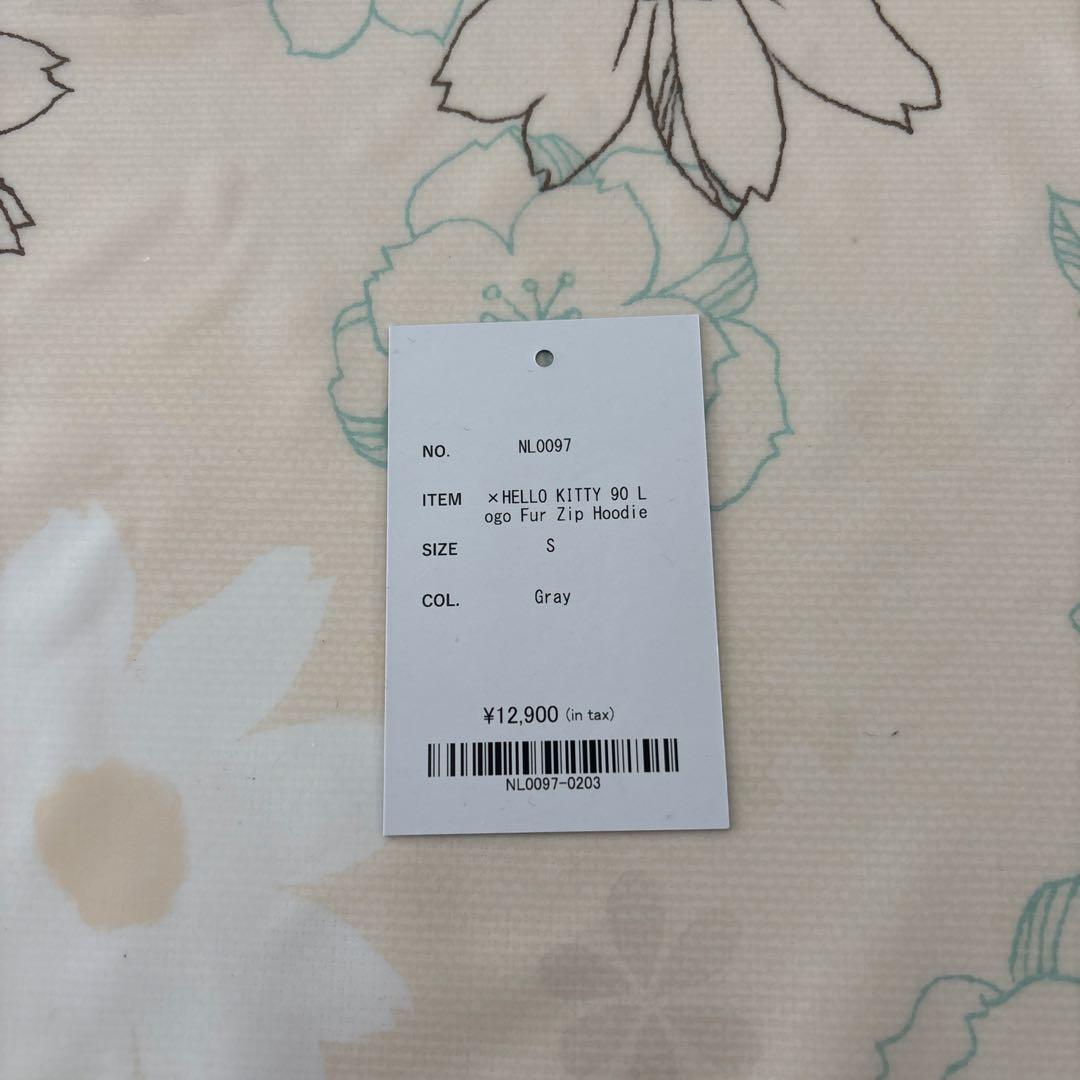 NO. NL0097
ITEM ×HELLO KITTY 90 L
ogo Fur Zip Hoodie
SIZE S
COL. Gray
¥12,900 (in tax)
NL0097-0203